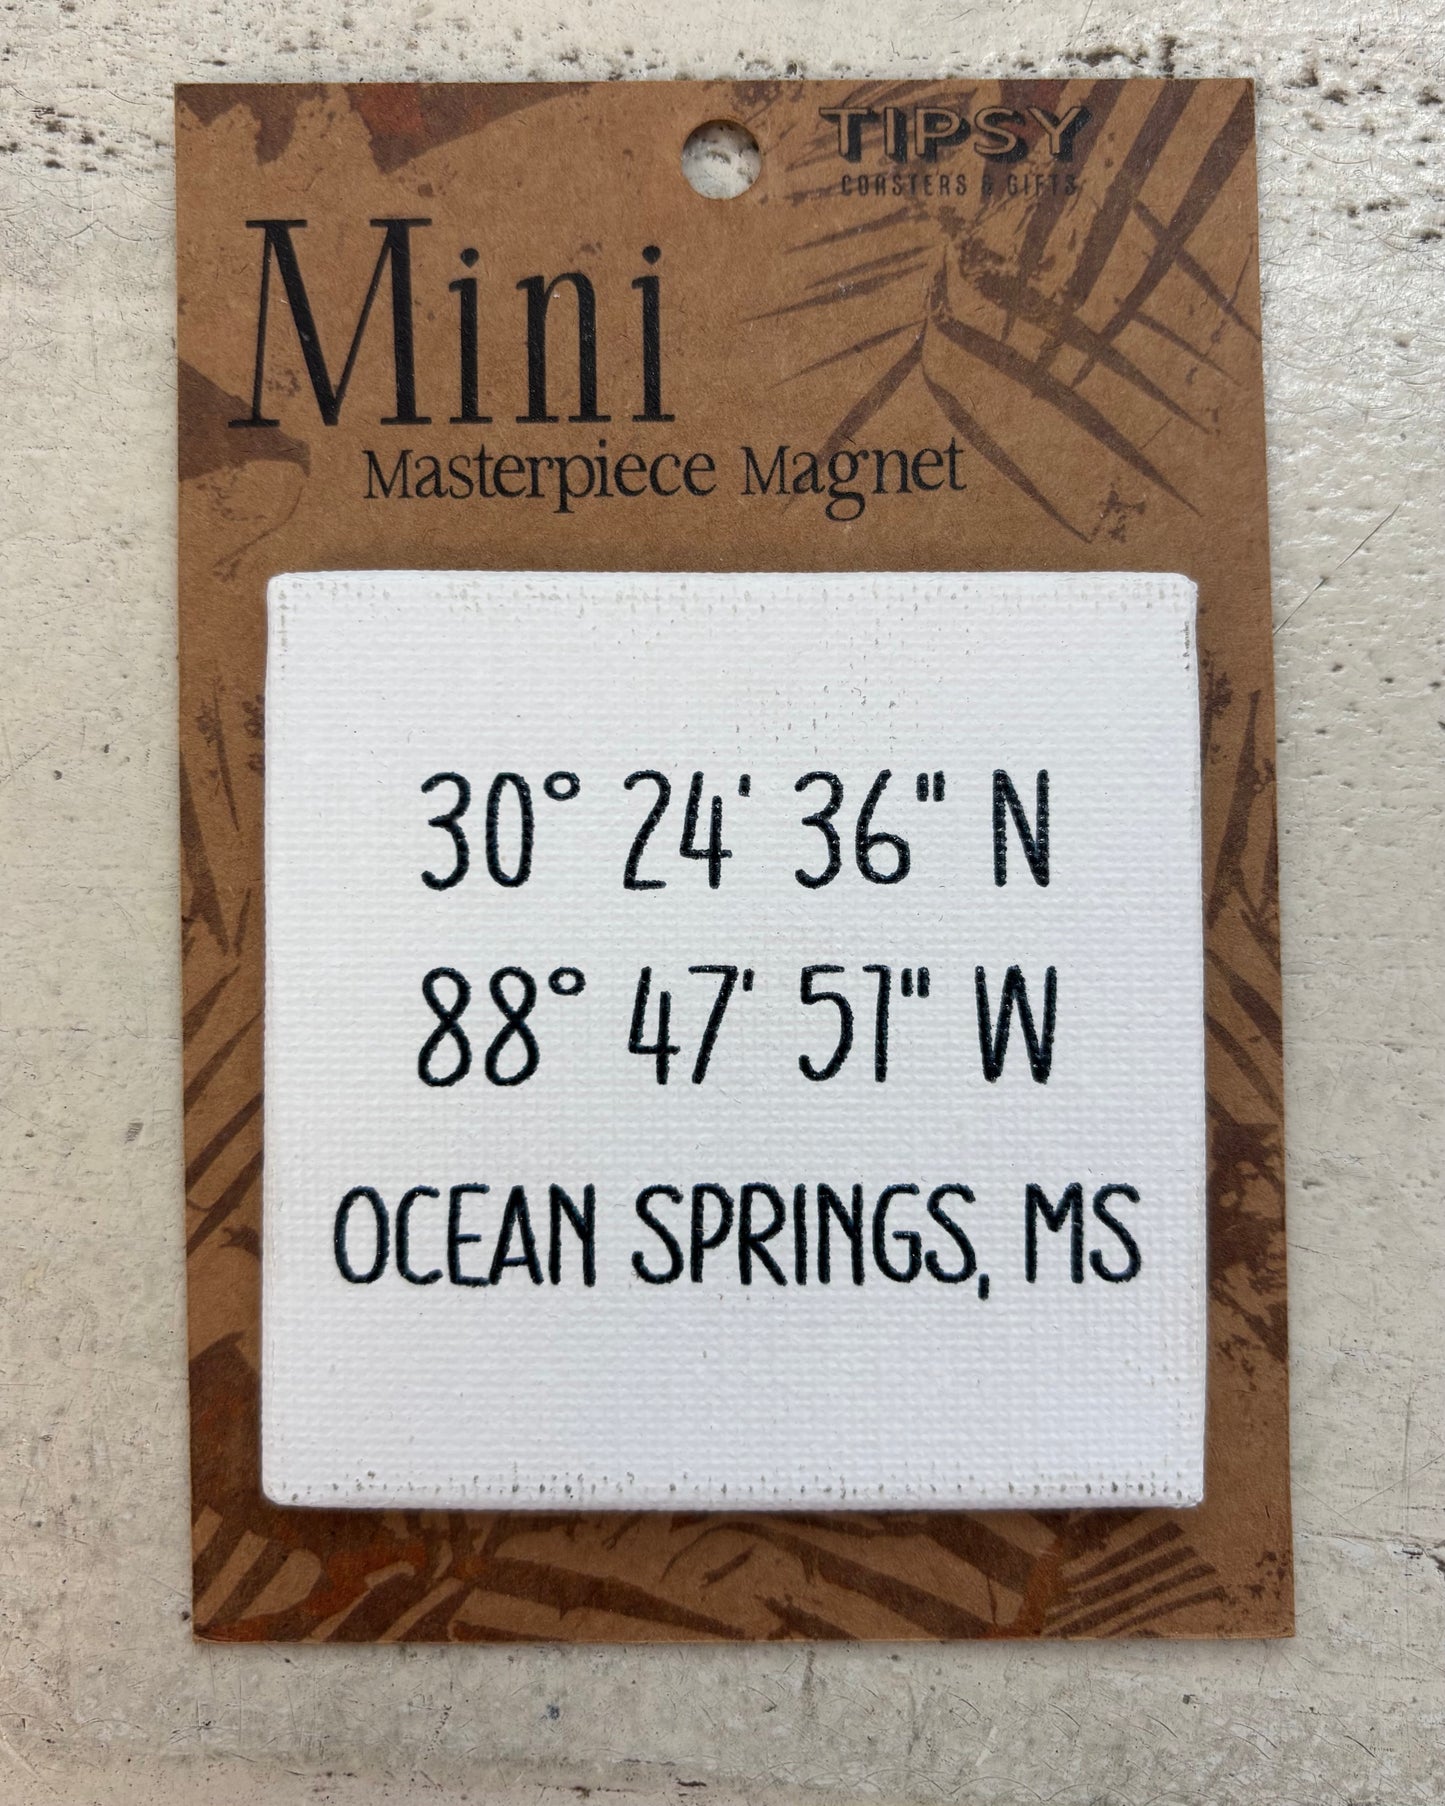 TIPSY
COASTERS & GIFTS
Mini
Masterpiece Magnet
30° 24' 36" N
88° 47' 51" W
OCEAN SPRINGS, MS